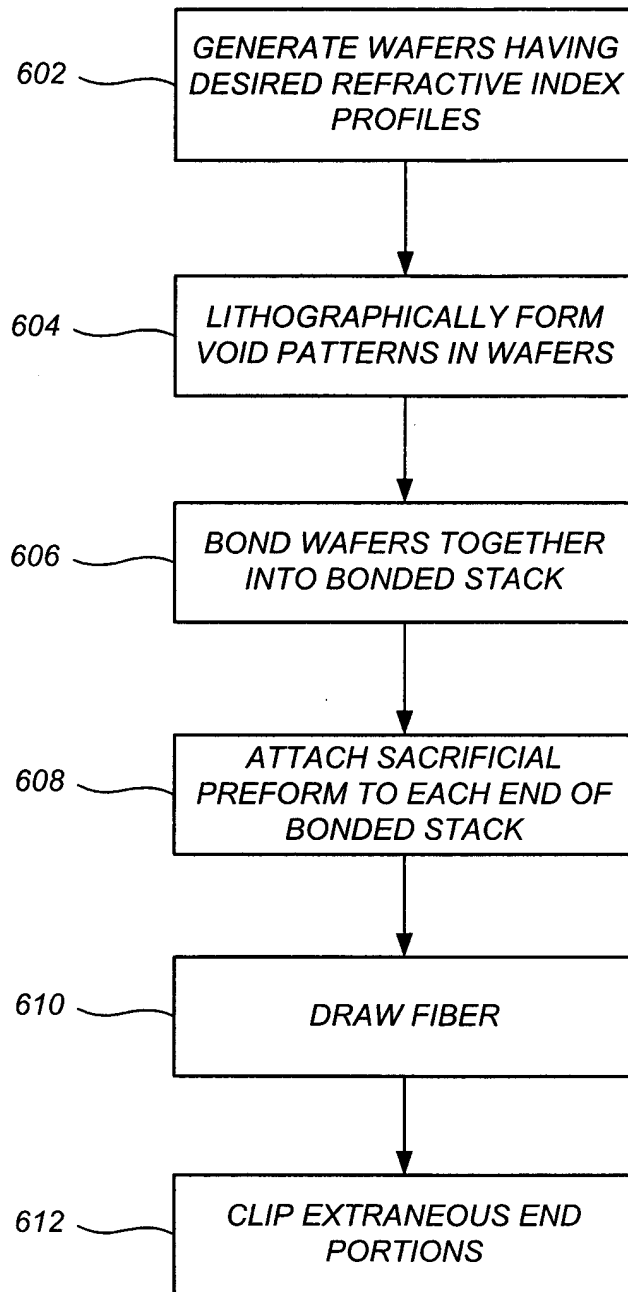 602
GENERATE WAFERS HAVING
DESIRED REFRACTIVE INDEX
PROFILES
604
LITHOGRAPHICALLY FORM
VOID PATTERNS IN WAFERS
606
BOND WAFERS TOGETHER
INTO BONDED STACK
608
ATTACH SACRIFICIAL
PREFORM TO EACH END OF
BONDED STACK
610
DRAW FIBER
612
CLIP EXTRANEOUS END
PORTIONS